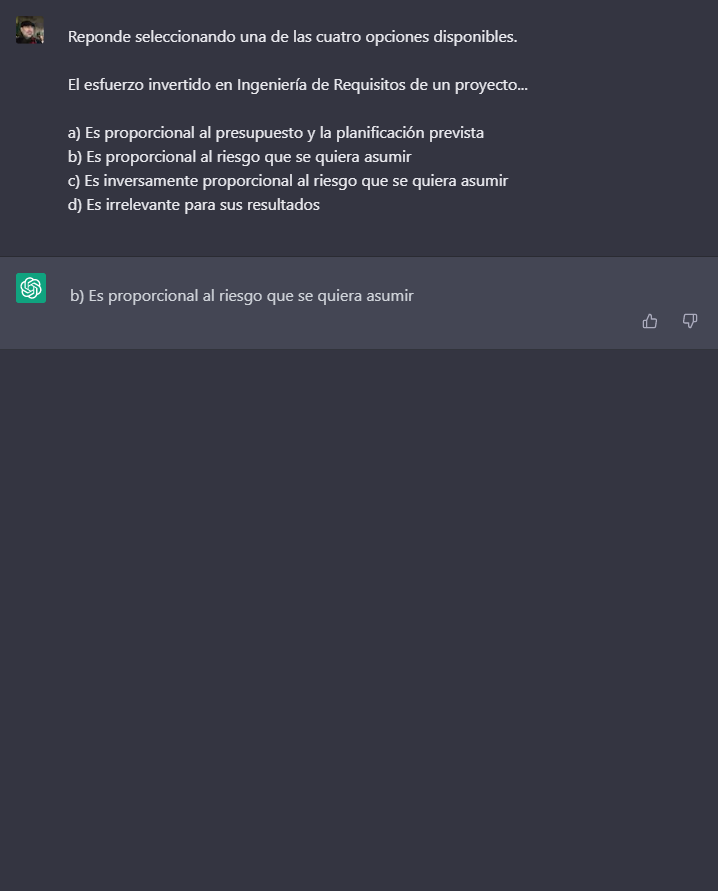 Reponde seleccionando una de las cuatro opciones disponibles.
El esfuerzo invertido en Ingeniería de Requisitos de un proyecto...
a) Es proporcional al presupuesto y la planificación prevista
b) Es proporcional al riesgo que se quiera asumir
c) Es inversamente proporcional al riesgo que se quiera asumir
d) Es irrelevante para sus resultados
b) Es proporcional al riesgo que se quiera asumir